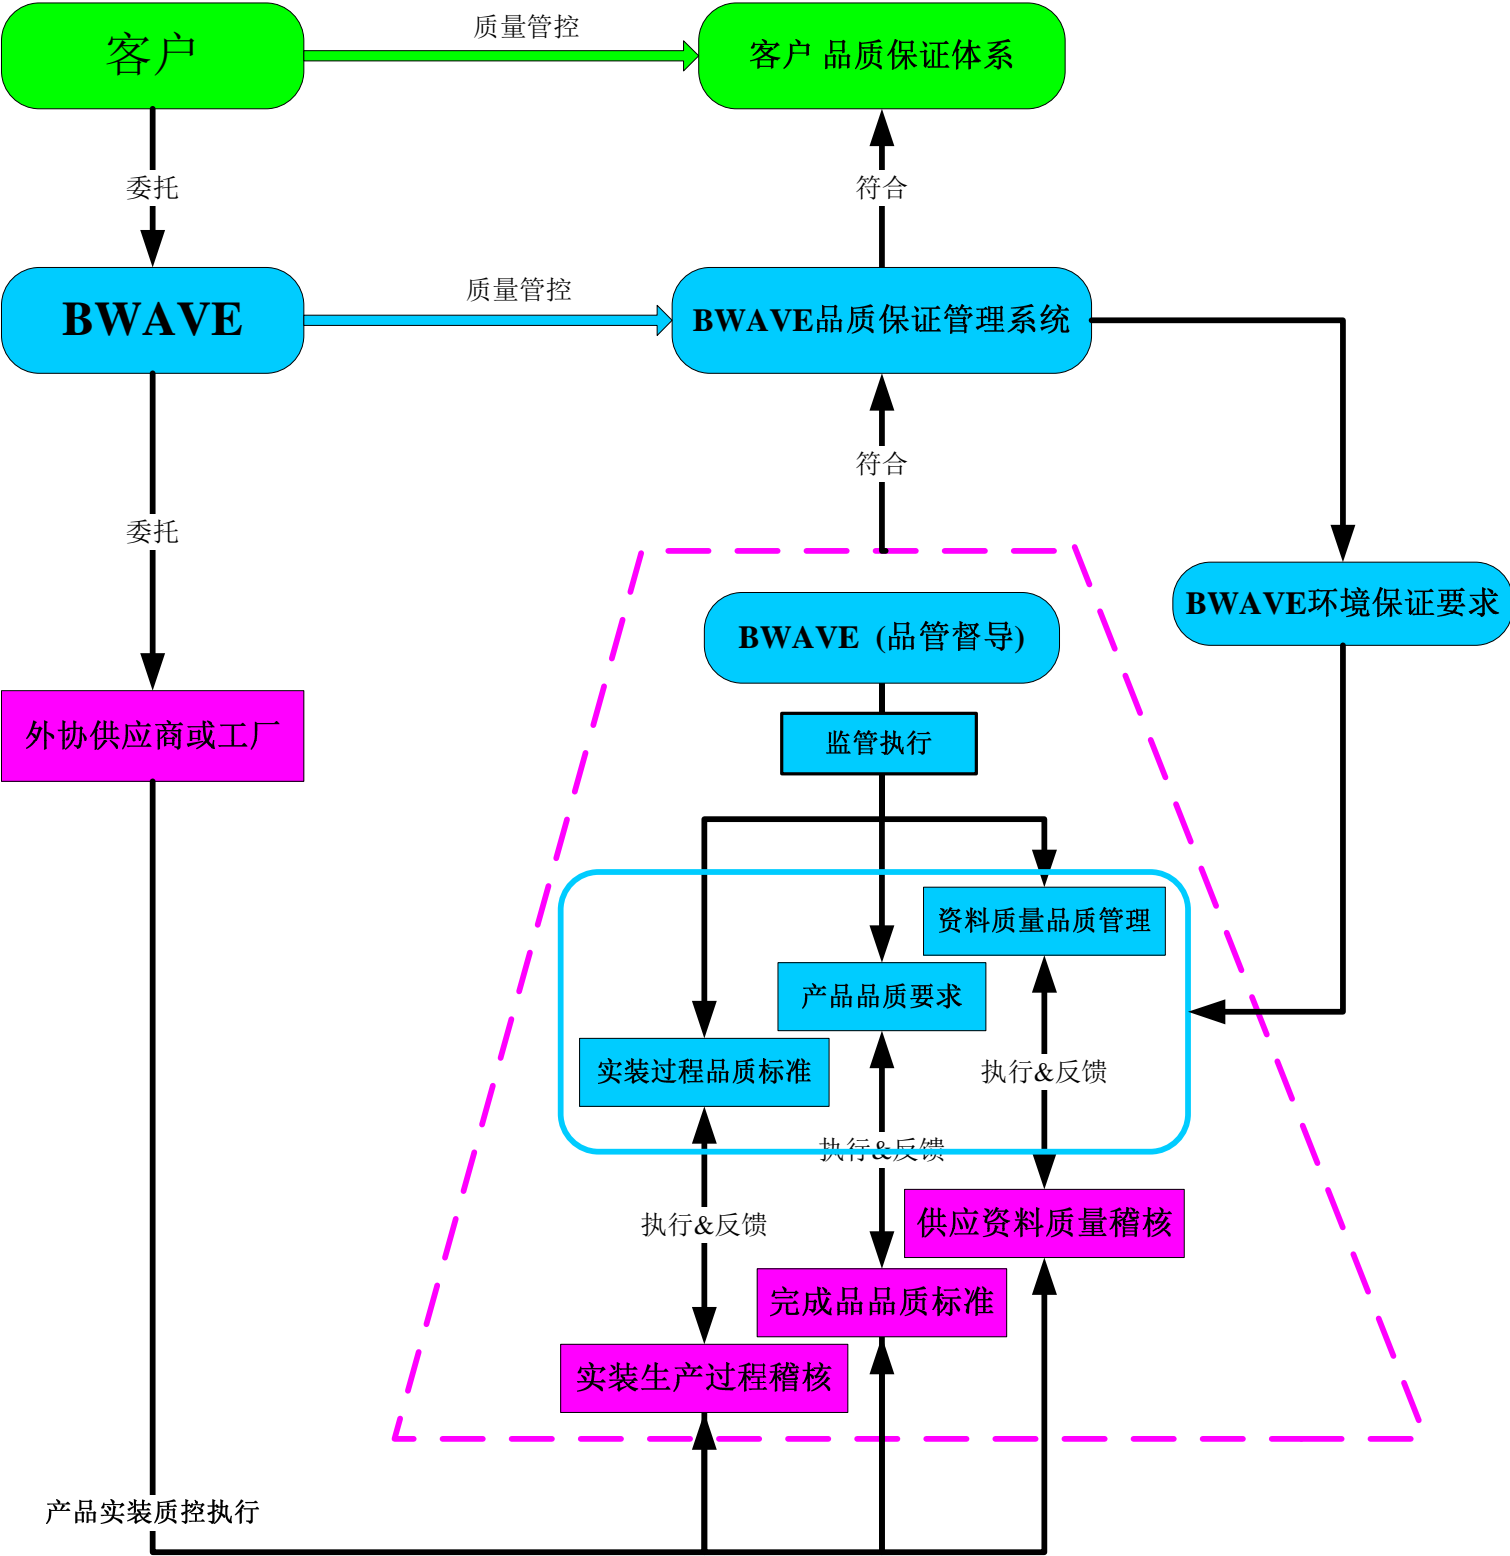 质量管控
客户
客户 品质保证体系
委托
符合
质量管控
BWAVE
BWAVE品质保证管理系统
符合
委托
BWAVE环境保证要求
BWAVE (品管督导)
外协供应商或工厂
监管执行
资料质量品质管理
产品品质要求
实装过程品质标准
执行&反馈
执行&反馈
执行&反馈
供应资料质量稽核
完成品品质标准
实装生产过程稽核
产品实装质控执行